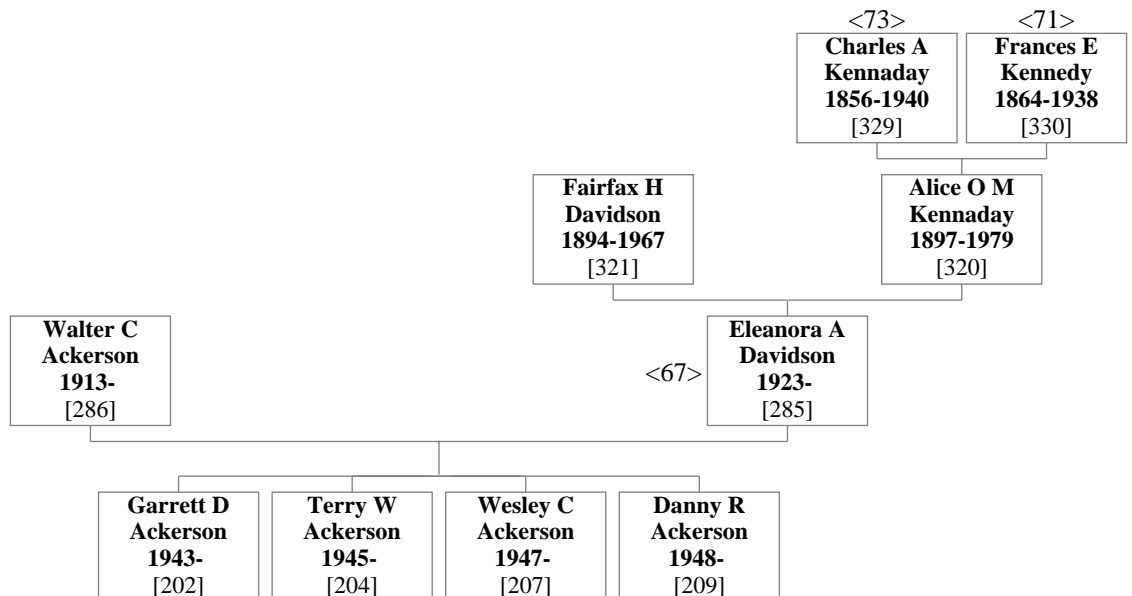 <73>
Charles A
Kennaday
1856-1940
[329]
<71>
Frances E
Kennedy
1864-1938
[330]
Fairfax H
Davidson
1894-1967
[321]
Alice O M
Kennaday
1897-1979
[320]
Walter C
Ackerson
1913-
[286]
<67>
Eleanora A
Davidson
1923-
[285]
Garrett D
Ackerson
1943-
[202]
Terry W
Ackerson
1945-
[204]
Wesley C
Ackerson
1947-
[207]
Danny R
Ackerson
1948-
[209]